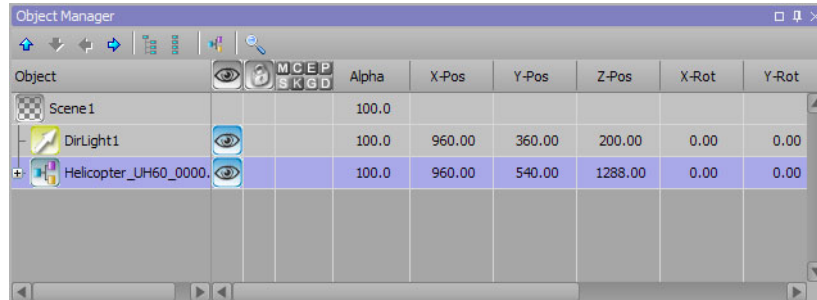 Object Manager
Object M C E P Alpha X-Pos Y-Pos Z-Pos X-Rot Y-Rot
S K G D
Scene1 100.0
DirLight1 100.0 960.00 360.00 200.00 0.00 0.00
Helicopter_UH60_0000. 100.0 960.00 540.00 1288.00 0.00 0.00